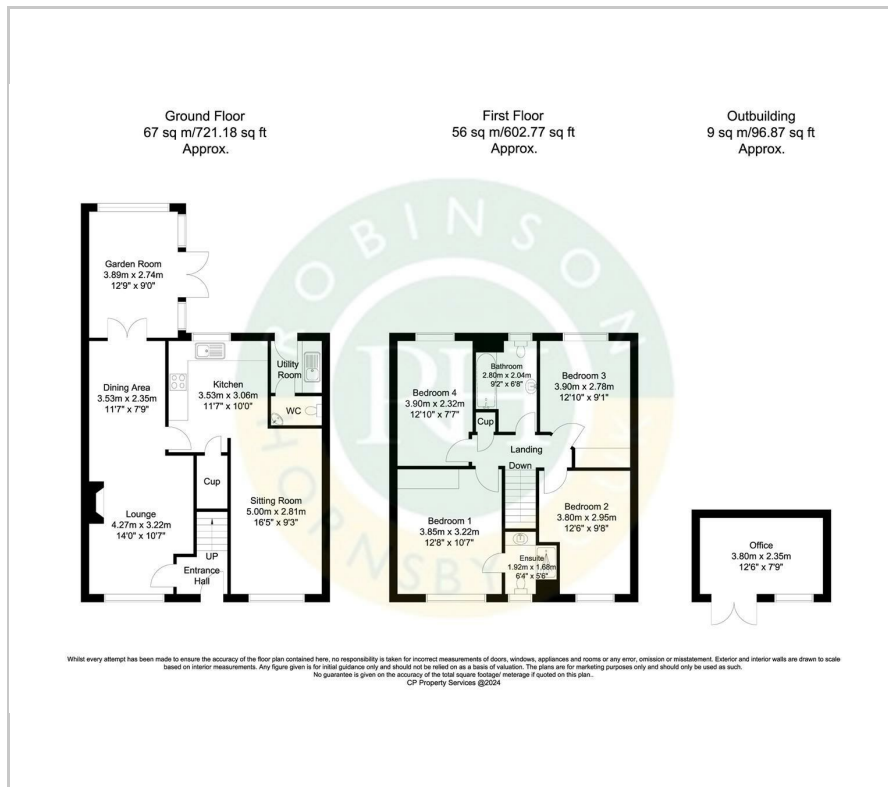 Ground Floor
67 sq m/721.18 sq ft
Approx.
First Floor
56 sq m/602.77 sq ft
Approx.
Outbuilding
9 sq m/96.87 sq ft
Approx.
Garden Room
3.89m x 2.74m
12'9" x 9'0"
Dining Area
3.53m x 2.35m
11'7" x 7'9"
Kitchen
3.53m x 3.06m
11'7" x 10'0"
Utility
Room
WC
Cup
Lounge
4.27m x 3.22m
14'0" x 10'7"
Sitting Room
5.00m x 2.81m
16'5" x 9'3"
UP
Entrance
Hall
Bedroom 4
3.90m x 2.32m
12'10" x 7'7"
Bathroom
2.80m x 2.04m
9'2" x 6'8"
Bedroom 3
3.90m x 2.78m
12'10" x 9'1"
Cup
Landing
Down
Bedroom 1
3.85m x 3.22m
12'8" x 10'7"
Bedroom 2
3.80m x 2.95m
12'6" x 9'8"
Ensuite
1.92m x 1.68m
6'4" x 5'6"
Office
3.80m x 2.35m
12'6" x 7'9"
ROBINSON
HORNSBY
Whilst every attempt has been made to ensure the accuracy of the floor plan contained here, no responsibility is taken for incorrect measurements of doors, windows, appliances and rooms or any error, omission or misstatement. Exterior and interior walls are drawn to scale
based on interior measurements. Any figure given is for initial guidance only and should not be relied on as a basis of valuation. The plans are for marketing purposes only and should only be used as such.
No guarantee is given on the accuracy of the total square footage/ meterage if quoted on this plan..
CP Property Services @2024